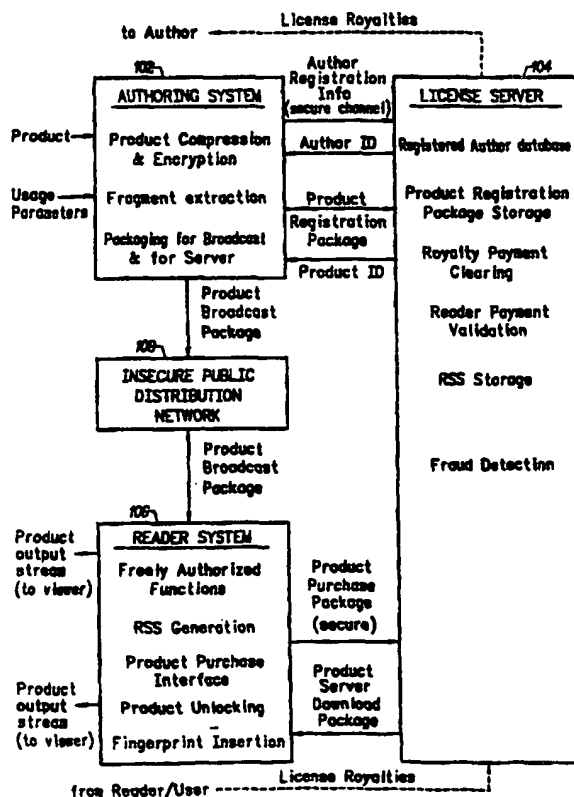 License Royalties
to Author
102
AUTHORING SYSTEM
Product Compression
& Encryption
Fragment extraction
Packaging for Broadcast
& for Server
Product
Usage
Parameters
Author
Registration
Info
(secure channel)
Author ID
Product
Registration
Package
Product ID
104
LICENSE SERVER
Registered Author database
Product Registration
Package Storage
Royalty Payment
Clearing
Reader Payment
Validation
RSS Storage
Fraud Detection
Product
Broadcast
Package
108
INSECURE PUBLIC
DISTRIBUTION
NETWORK
Product
Broadcast
Package
106
READER SYSTEM
Freely Authorized
Functions
RSS Generation
Product Purchase
Interface
Product Unlocking
Fingerprint Insertion
Product
output
stream
(to viewer)
Product
output
stream
(to viewer)
Product
Purchase
Package
(secure)
Product
Server
Download
Package
License Royalties
from Reader/User